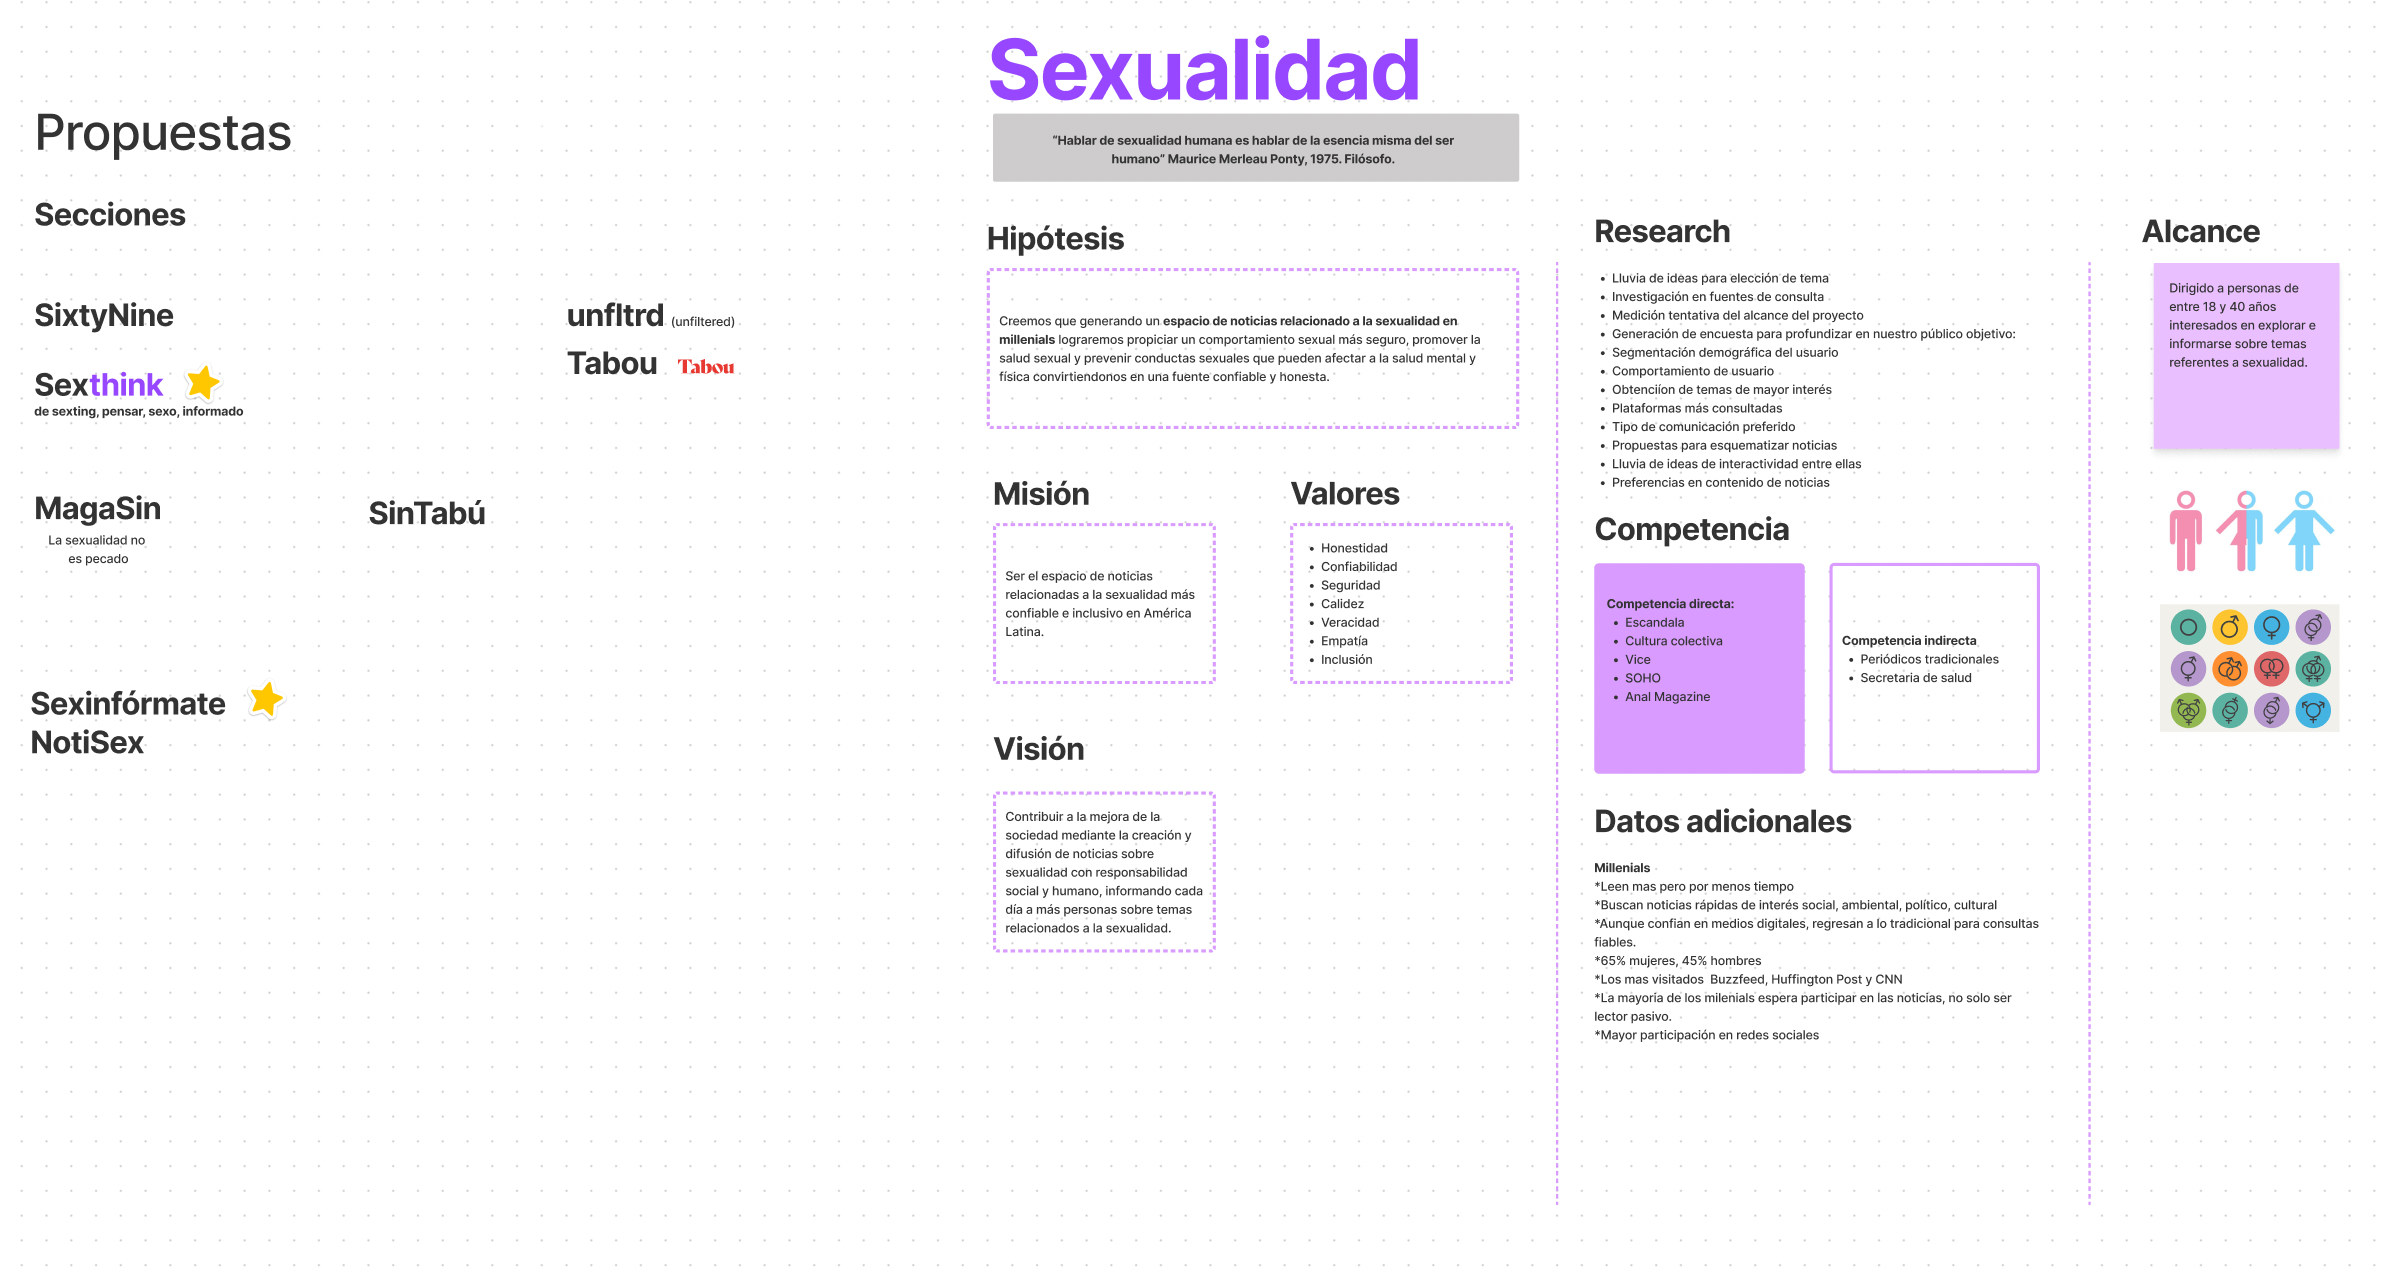 Sexualidad
“Hablar de sexualidad humana es hablar de la esencia misma del ser
humano” Maurice Merleau Ponty, 1975. Filósofo.
Propuestas
Secciones
SixtyNine
Sexthink
de sexting, pensar, sexo, informado
unfltrd (unfiltered)
Tabou Tabou
MagaSin
La sexualidad no
es pecado
SinTabú
Sexinfórmate
NotiSex
Hipótesis
Creemos que generando un espacio de noticias relacionado a la sexualidad en
millenials lograremos propiciar un comportamiento sexual más seguro, promover la
salud sexual y prevenir conductas sexuales que pueden afectar a la salud mental y
física convirtiendonos en una fuente confiable y honesta.
Misión
Ser el espacio de noticias
relacionadas a la sexualidad más
confiable e inclusivo en América
Latina.
Valores
• Honestidad
• Confiabilidad
• Seguridad
• Calidez
• Veracidad
• Empatía
• Inclusión
Visión
Contribuir a la mejora de la
sociedad mediante la creación y
difusión de noticias sobre
sexualidad con responsabilidad
social y humano, informando cada
día a más personas sobre temas
relacionados a la sexualidad.
Research
• Lluvia de ideas para elección de tema
• Investigación en fuentes de consulta
• Medición tentativa del alcance del proyecto
• Generación de encuesta para profundizar en nuestro público objetivo:
• Segmentación demográfica del usuario
• Comportamiento de usuario
• Obtenciíon de temas de mayor interés
• Plataformas más consultadas
• Tipo de comunicación preferido
• Propuestas para esquematizar noticias
• Lluvia de ideas de interactividad entre ellas
• Preferencias en contenido de noticias
Competencia
Competencia directa:
• Escandala
• Cultura colectiva
• Vice
• SOHO
• Anal Magazine
Competencia indirecta
• Periódicos tradicionales
• Secretaria de salud
Datos adicionales
Millenials
*Leen mas pero por menos tiempo
*Buscan noticias rápidas de interés social, ambiental, político, cultural
*Aunque confian en medios digitales, regresan a lo tradicional para consultas
fiables.
*65% mujeres, 45% hombres
*Los mas visitados  Buzzfeed, Huffington Post y CNN
*La mayoría de los milenials espera participar en las noticias, no solo ser
lector pasivo.
*Mayor participación en redes sociales
Alcance
Dirigido a personas de
entre 18 y 40 años
interesados en explorar e
informarse sobre temas
referentes a sexualidad.